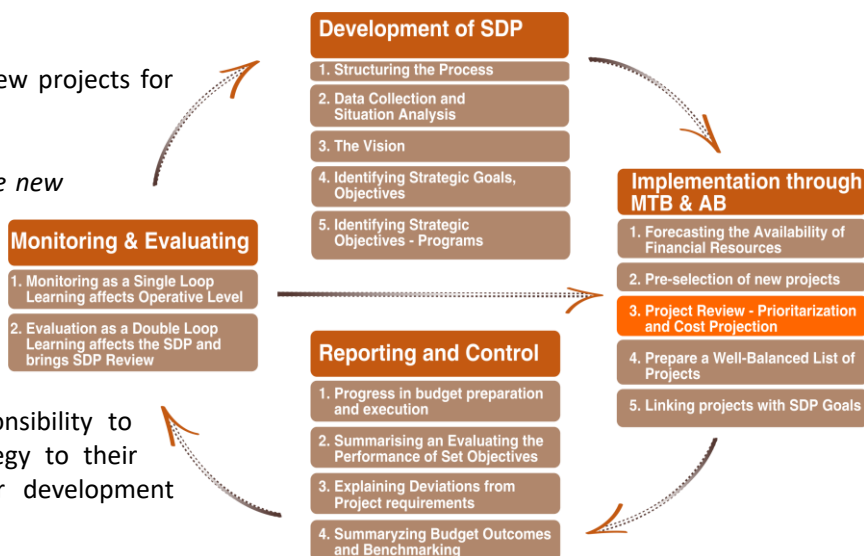 ew projects for
e new
onsibility to
egy to their
r development
Development of SDP
1. Structuring the Process
2. Data Collection and
Situation Analysis
3. The Vision
4. Identifying Strategic Goals,
Objectives
5. Identifying Strategic
Objectives - Programs
Implementation through
MTB & AB
1. Forecasting the Availability of
Financial Resources
2. Pre-selection of new projects
3. Project Review - Prioritarization
and Cost Projection
4. Prepare a Well-Balanced List of
Projects
5. Linking projects with SDP Goals
Monitoring & Evaluating
1. Monitoring as a Single Loop
Learning affects Operative Level
2. Evaluation as a Double Loop
Learning affects the SDP and
brings SDP Review
Reporting and Control
1. Progress in budget preparation
and execution
2. Summarising an Evaluating the
Performance of Set Objectives
3. Explaining Deviations from
Project requirements
4. Summaryzing Budget Outcomes
and Benchmarking